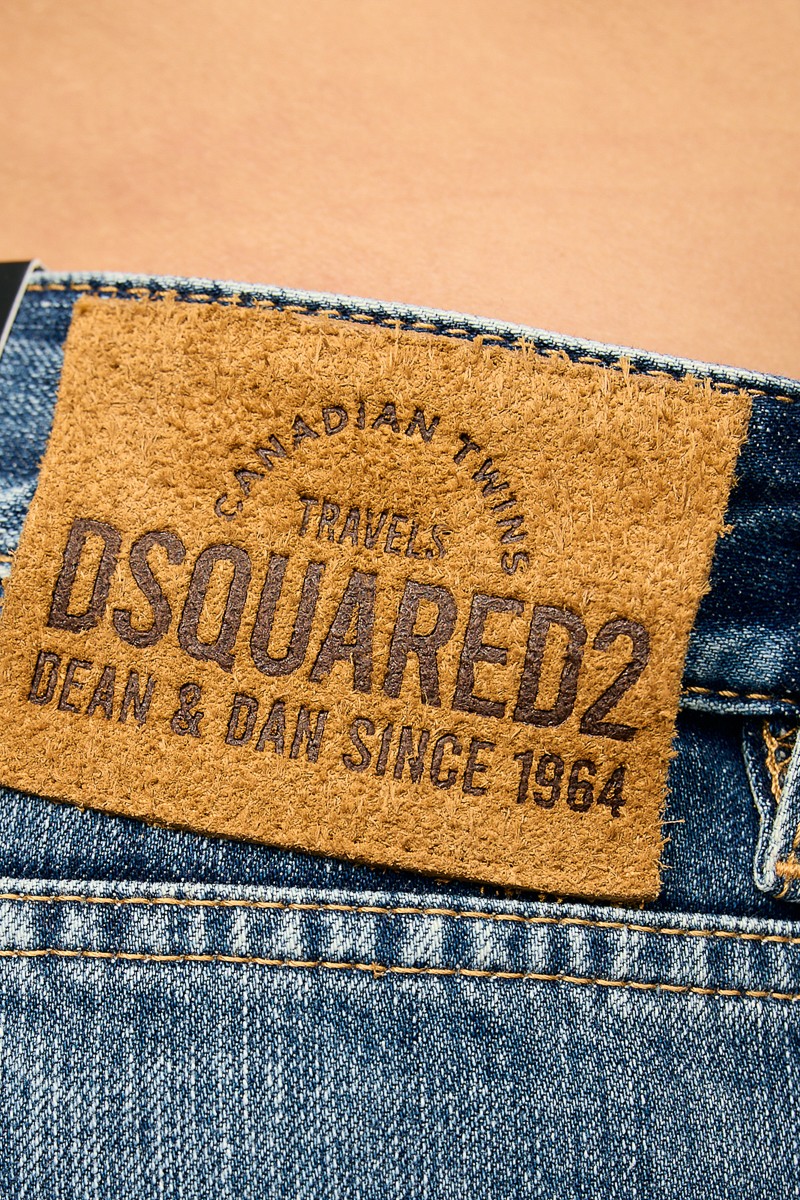 CANADIAN TWINS
TRAVELS
DSQUARED2
DEAN & DAN SINCE 1964